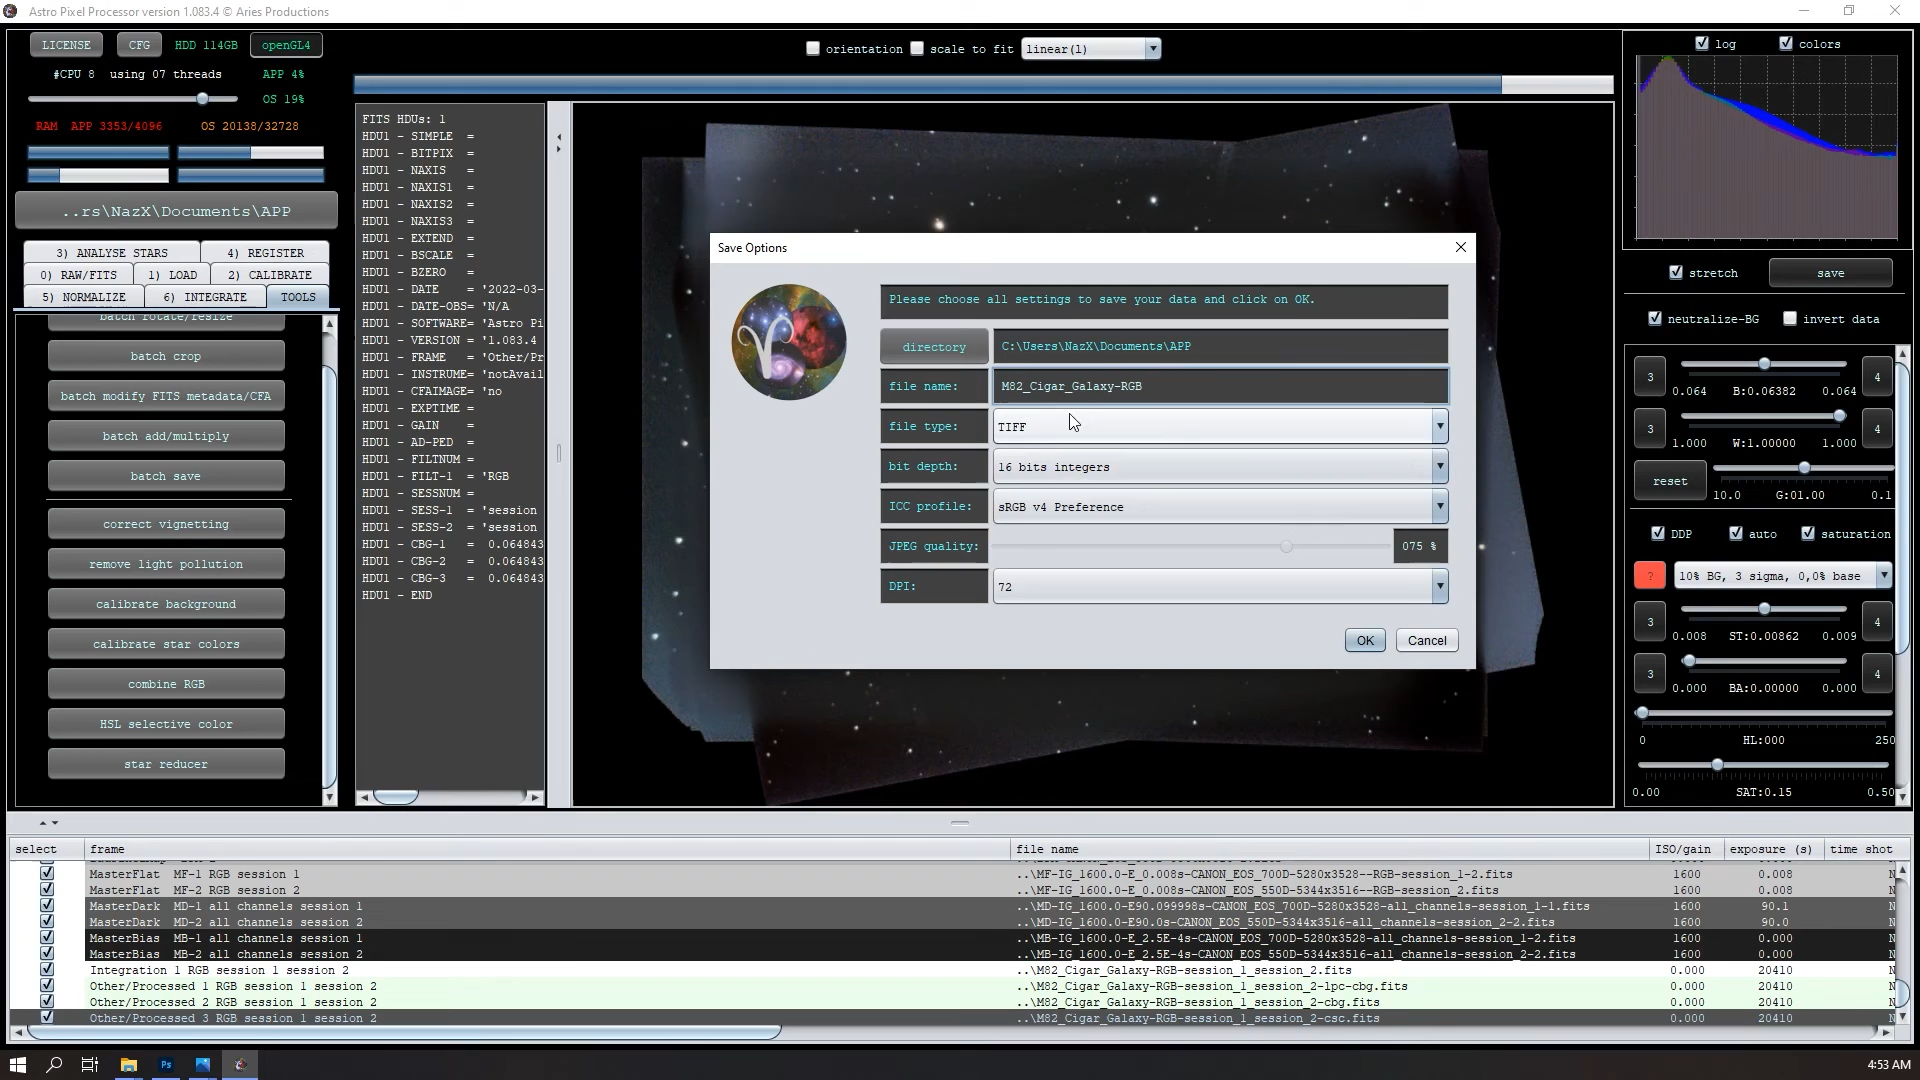 Astro Pixel Processor version 1.083.4 © Aries Productions
LICENSE CFG HDD 114GB openGL4
#CPU 8 using 07 threads APP 4%
OS 19%
RAM APP 3353/4096 OS 20138/32728
..rs\NazX\Documents\APP
3) ANALYSE STARS 4) REGISTER
0) RAW/FITS 1) LOAD 2) CALIBRATE
5) NORMALIZE 6) INTEGRATE TOOLS
batch rotate/resize
batch crop
batch modify FITS metadata/CFA
batch add/multiply
batch save
correct vignetting
remove light pollution
calibrate background
calibrate star colors
combine RGB
HSL selective color
star reducer
orientation scale to fit linear(1)
FITS HDUs: 1
HDU1 - SIMPLE =
HDU1 - BITPIX =
HDU1 - NAXIS =
HDU1 - NAXIS1 =
HDU1 - NAXIS2 =
HDU1 - NAXIS3 =
HDU1 - EXTEND =
HDU1 - BSCALE =
HDU1 - BZERO =
HDU1 - DATE = '2022-03-
HDU1 - DATE-OBS= 'N/A
HDU1 - SOFTWARE= 'Astro Pi
HDU1 - VERSION = '1.083.4
HDU1 - FRAME = 'Other/Pr
HDU1 - INSTRUME= 'notAvail
HDU1 - CFAIMAGE= 'no
HDU1 - EXPTIME =
HDU1 - GAIN =
HDU1 - AD-PED =
HDU1 - FILTNUM =
HDU1 - FILT-1 = 'RGB
HDU1 - SESSNUM =
HDU1 - SESS-1 = 'session
HDU1 - SESS-2 = 'session
HDU1 - CBG-1 = 0.064843
HDU1 - CBG-2 = 0.064843
HDU1 - CBG-3 = 0.064843
HDU1 - END
Save Options
Please choose all settings to save your data and click on OK.
directory C:\Users\NazX\Documents\APP
file name: M82_Cigar_Galaxy-RGB
file type: TIFF
bit depth: 16 bits integers
ICC profile: sRGB v4 Preference
JPEG quality: 075 %
DPI: 72
OK Cancel
log colors
stretch save
neutralize-BG invert data
3 4
0.064 B:0.06382 0.064
3 4
1.000 W:1.00000 1.000
reset
10.0 G:01.00 0.1
DDP auto saturation
? 10% BG, 3 sigma, 0,0% base
3 4
0.008 ST:0.00862 0.009
3 4
0.000 BA:0.00000 0.000
0 HL:000 250
0.00 SAT:0.15 0.50
select frame file name ISO/gain exposure (s) time shot
MasterFlat MF-1 RGB session 1 ..\MF-IG_1600.0-E_0.008s-CANON_EOS_700D-5280x3528--RGB-session_1-2.fits 1600 0.008 N
MasterFlat MF-2 RGB session 2 ..\MF-IG_1600.0-E_0.008s-CANON_EOS_550D-5344x3516--RGB-session_2.fits 1600 0.008 N
MasterDark MD-1 all channels session 1 ..\MD-IG_1600.0-E90.099998s-CANON_EOS_700D-5280x3528-all_channels-session_1-1.fits 1600 90.1 N
MasterDark MD-2 all channels session 2 ..\MD-IG_1600.0-E90.0s-CANON_EOS_550D-5344x3516-all_channels-session_2-2.fits 1600 90.0 N
MasterBias MB-1 all channels session 1 ..\MB-IG_1600.0-E_2.5E-4s-CANON_EOS_700D-5280x3528-all_channels-session_1-2.fits 1600 0.000 N
MasterBias MB-2 all channels session 2 ..\MB-IG_1600.0-E_2.5E-4s-CANON_EOS_550D-5344x3516-all_channels-session_2-2.fits 1600 0.000 N
Integration 1 RGB session 1 session 2 ..\M82_Cigar_Galaxy-RGB-session_1_session_2.fits 0.000 20410 N
Other/Processed 1 RGB session 1 session 2 ..\M82_Cigar_Galaxy-RGB-session_1_session_2-lpc-cbg.fits 0.000 20410 N
Other/Processed 2 RGB session 1 session 2 ..\M82_Cigar_Galaxy-RGB-session_1_session_2-cbg.fits 0.000 20410 N
Other/Processed 3 RGB session 1 session 2 ..\M82_Cigar_Galaxy-RGB-session_1_session_2-csc.fits 0.000 20410 N
Ps
4:53 AM